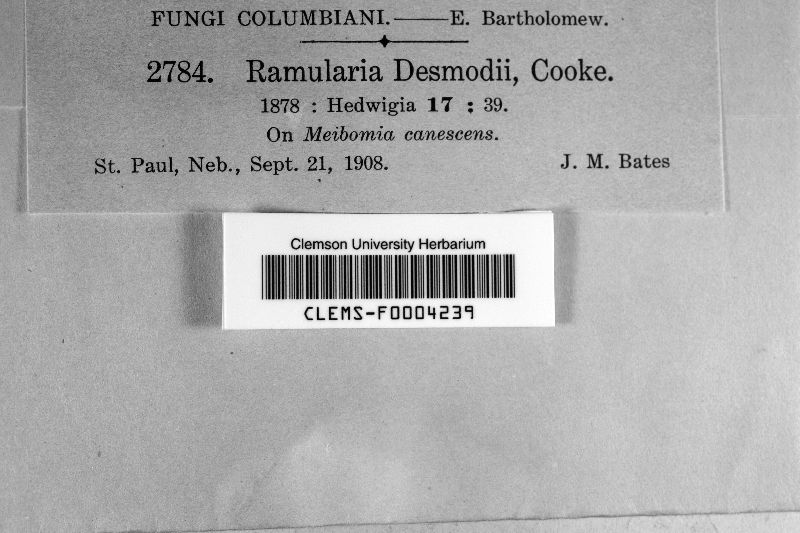 FUNGI COLUMBIANI.——E. Bartholomew.
2784. Ramularia Desmodii, Cooke.
1878 : Hedwigia 17 : 39.
On Meibomia canescens.
St. Paul, Neb., Sept. 21, 1908. J. M. Bates
Clemson University Herbarium
CLEMS-F0004239